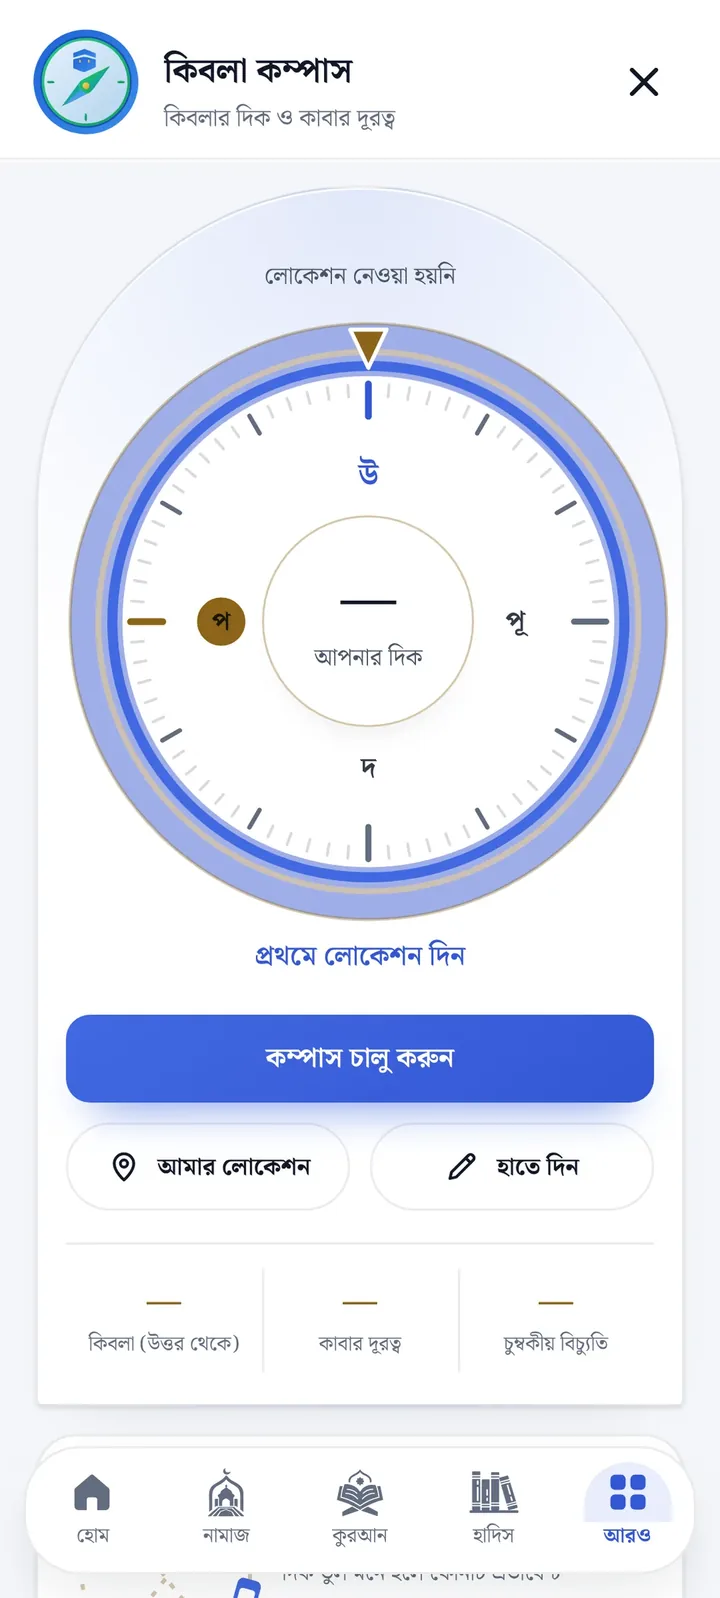 কিবলা কম্পাস
কিবলার দিক ও কাবার দূরত্ব
লোকেশন নেওয়া হয়নি
উ
প
পূ
—
আপনার দিক
দ
প্রথমে লোকেশন দিন
কম্পাস চালু করুন
আমার লোকেশন
হাতে দিন
— — —
কিবলা (উত্তর থেকে)
কাবার দূরত্ব
চুম্বকীয় বিচ্যুতি
হোম
নামাজ
কুরআন
হাদিস
আরও